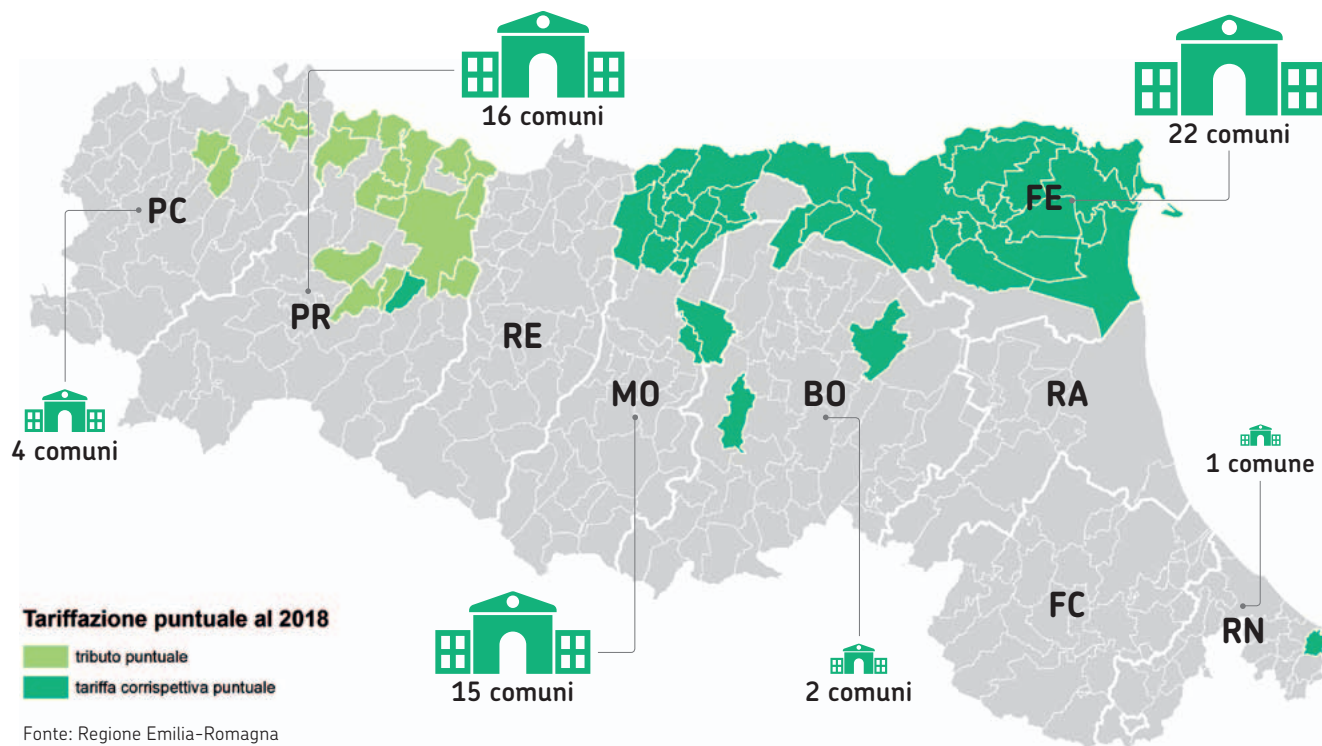 16 comuni
22 comuni
PC
FE
PR
RE
MO
BO
RA
4 comuni
1 comune
FC
RN
Tariffazione puntuale al 2018
tributo puntuale
tariffa corrispettiva puntuale
15 comuni
2 comuni
Fonte: Regione Emilia-Romagna